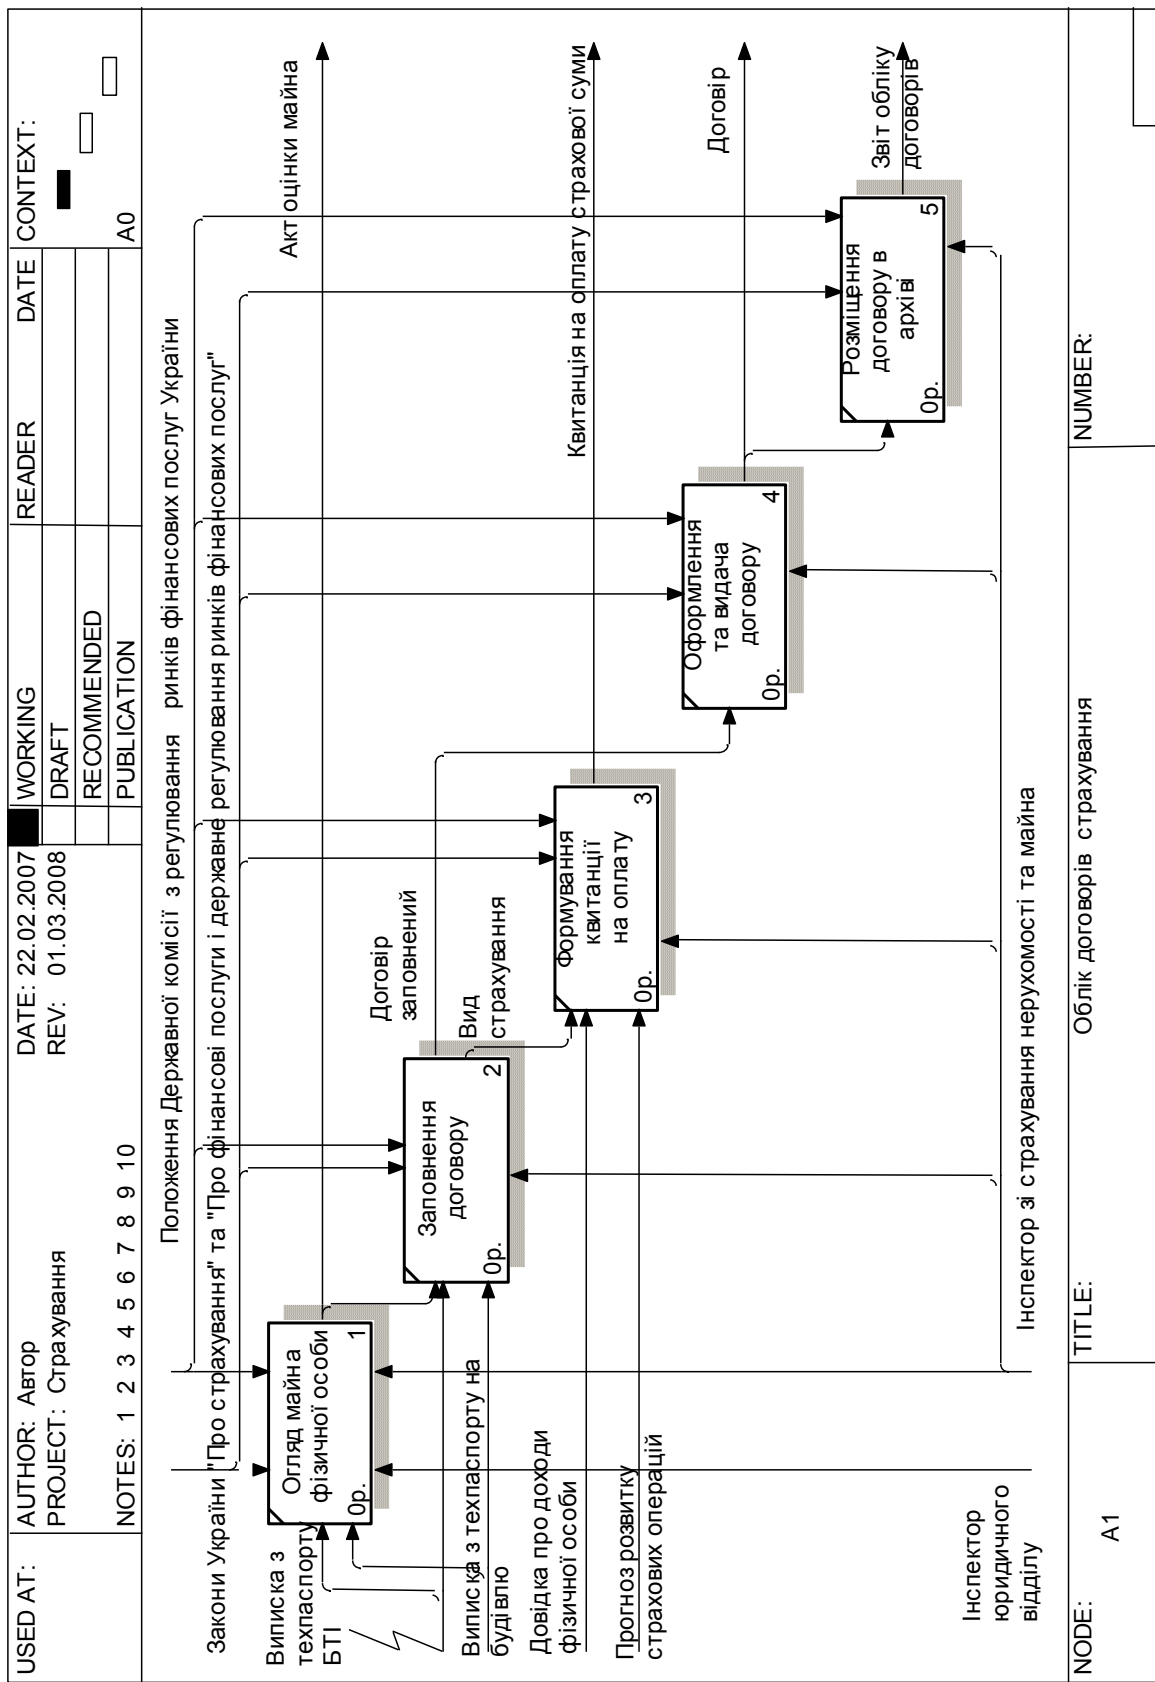 USED AT:
AUTHOR: Автор
PROJECT: Страхування
NOTES: 1 2 3 4 5 6 7 8 9 10
DATE: 22.02.2007
REV: 01.03.2008
WORKING
DRAFT
RECOMMENDED
PUBLICATION
READER
DATE
CONTEXT:
A0
Положення Державної комісії з регулювання ринків фінансових послуг України
Закони України "Про страхування" та "Про фінансові послуги і державне регулювання ринків фінансових послуг"
Виписка з
техпаспорту
БТІ
Огляд майна
фізичної особи
0р.
1
Акт оцінки майна
Виписка з техпаспорту на
будівлю
Заповнення
договору
0р.
2
Договір
заповнений
Вид
страхування
Довідка про доходи
фізичної особи
Прогноз розвитку
страхових операцій
Формування
квитанції
на оплату
0р.
3
Квитанція на оплату страхової суми
Оформлення
та видача
договору
0р.
4
Договір
Розміщення
договору в
архіві
0р.
5
Звіт обліку
договорів
Інспектор
юридичного
відділу
Інспектор зі страхування нерухомості та майна
NODE:
A1
TITLE:
Облік договорів страхування
NUMBER: